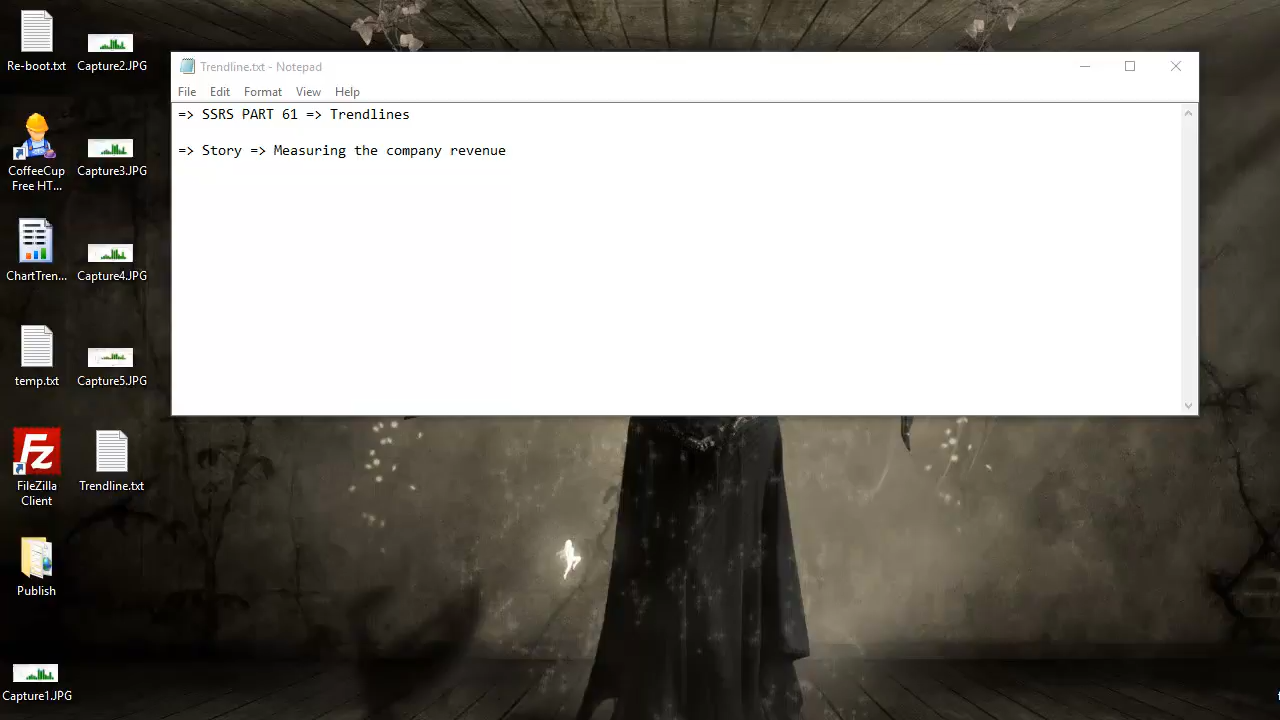 Re-boot.txt
Capture2.JPG
Trendline.txt - Notepad
File Edit Format View Help
=> SSRS PART 61 => Trendlines
=> Story => Measuring the company revenue
CoffeeCup
Free HT...
Capture3.JPG
ChartTren...
Capture4.JPG
temp.txt
Capture5.JPG
Fz
FileZilla
Client
Trendline.txt
Publish
Capture1.JPG